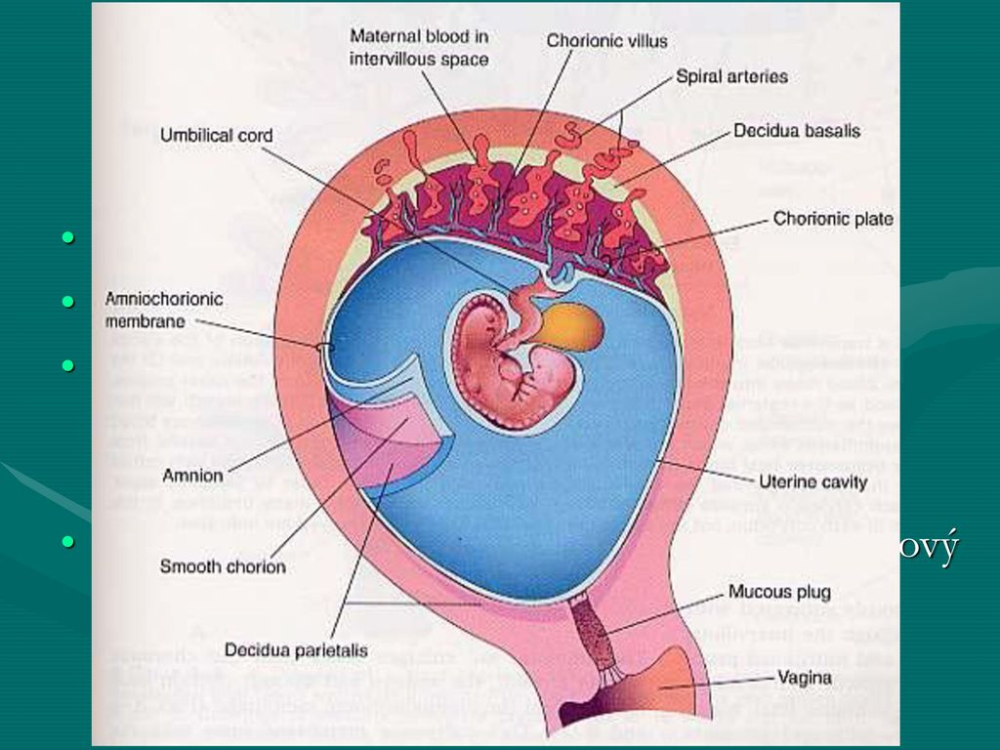 Maternal blood in
intervillous space
Chorionic villus
Spiral arteries
Umbilical cord
Decidua basalis
Chorionic plate
Amniochorionic
membrane
Amnion
Uterine cavity
ový
Smooth chorion
Mucous plug
Decidua parietalis
Vagina